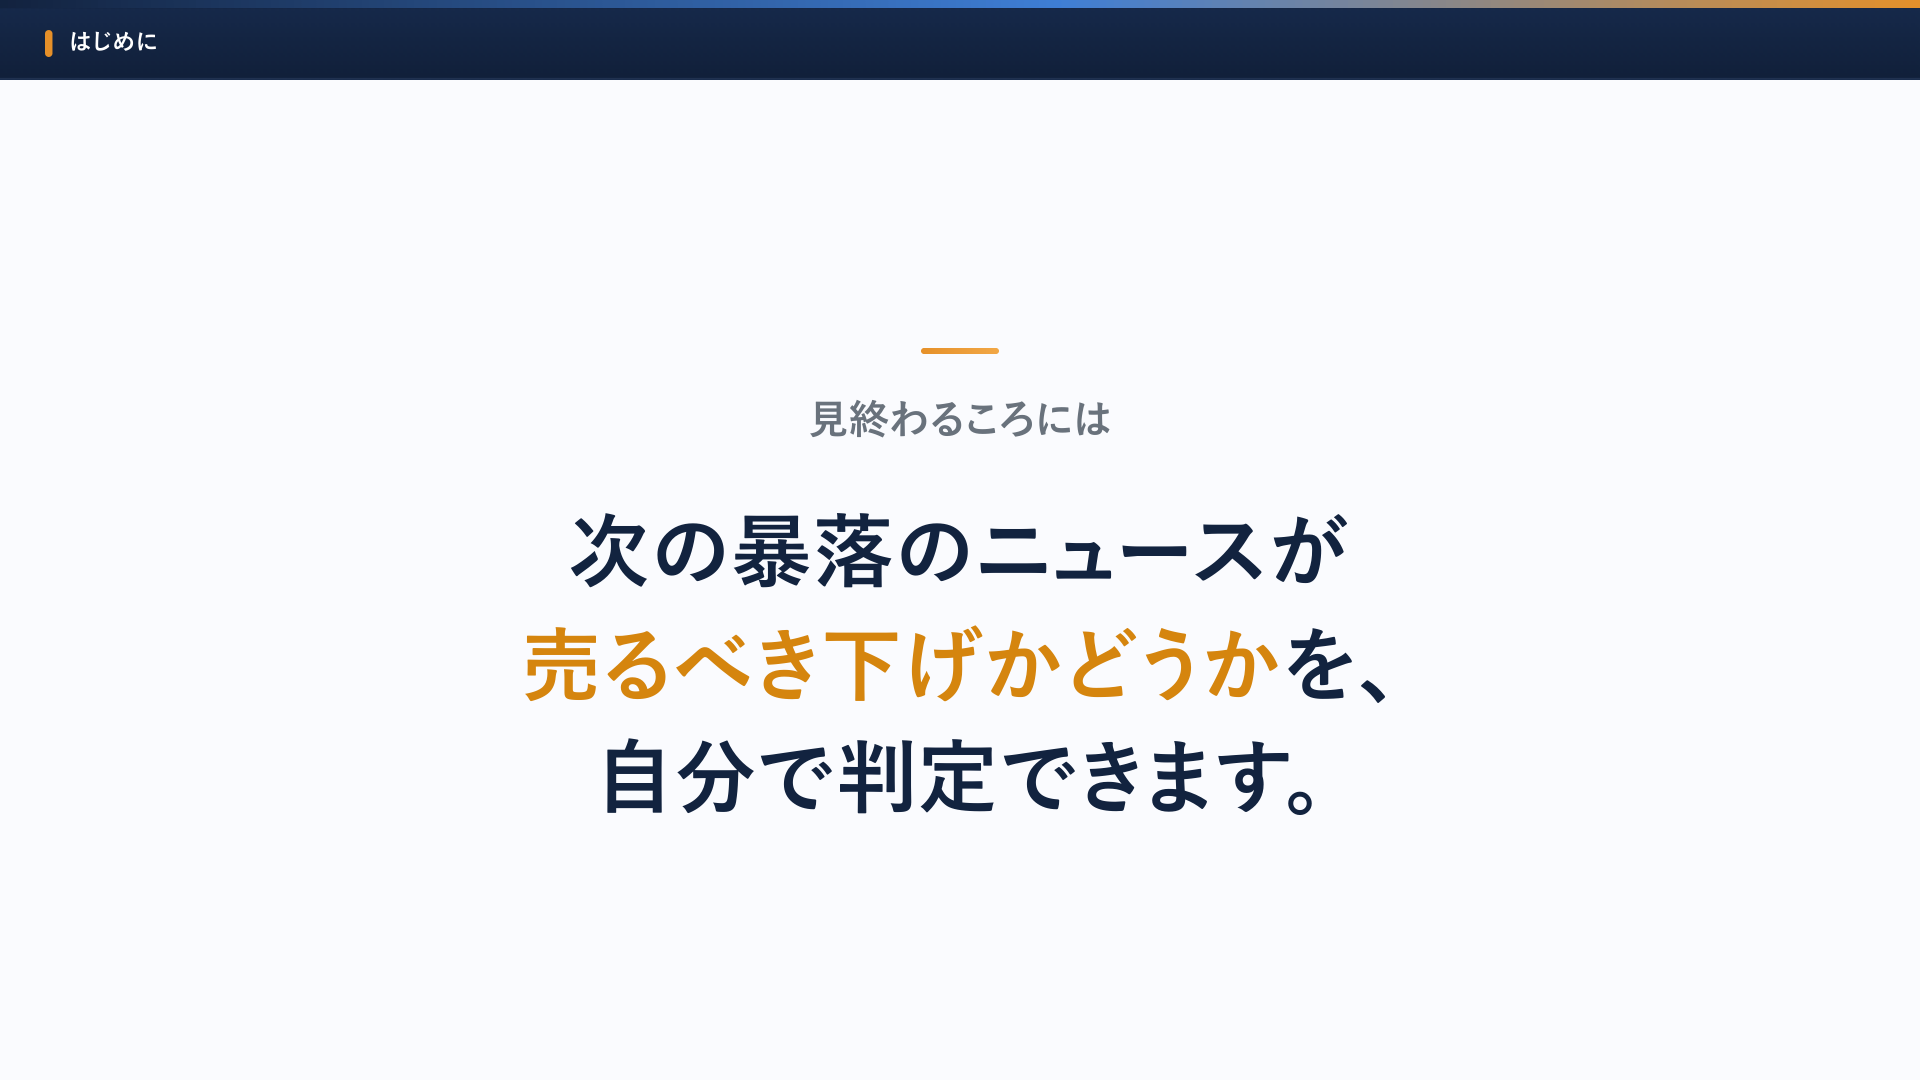 はじめに
見終わるころには
次の暴落のニュースが
売るべき下げかどうかを、
自分で判定できます。